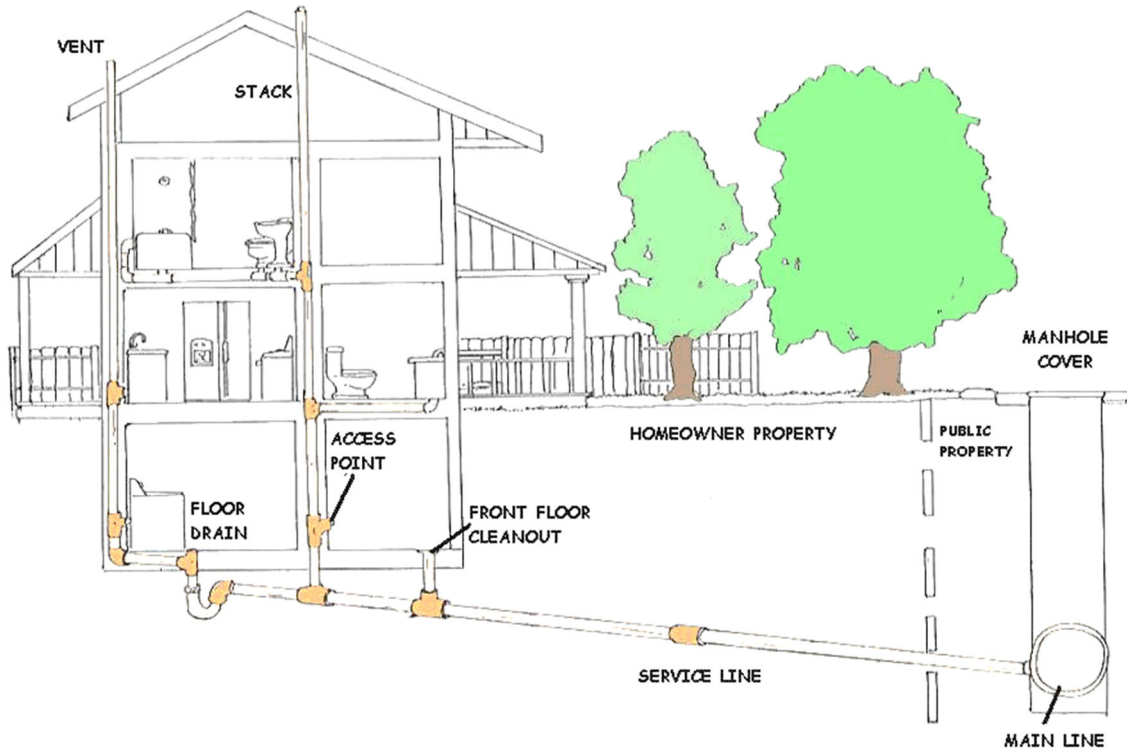 VENT
STACK
MANHOLE
COVER
HOMEOWNER PROPERTY
PUBLIC
PROPERTY
ACCESS
POINT
FLOOR
DRAIN
FRONT FLOOR
CLEANOUT
SERVICE LINE
MAIN LINE